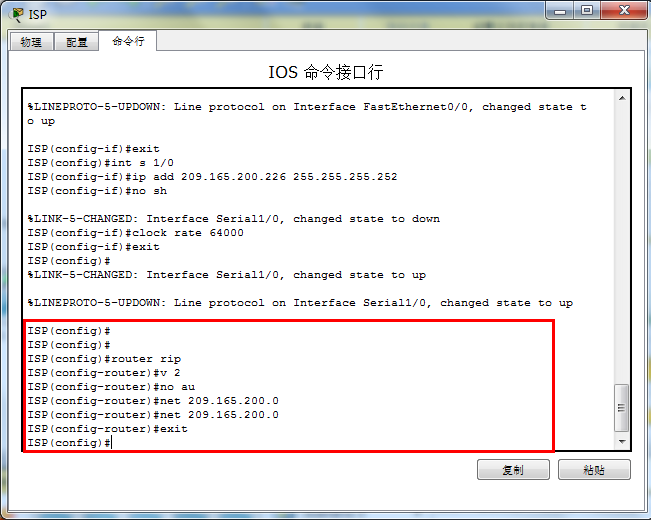 ISP
物理
配置
命令行
IOS 命令接口行
%LINEPROTO-5-UPDOWN: Line protocol on Interface FastEthernet0/0, changed state t
o up
ISP(config-if)#exit
ISP(config)#int s 1/0
ISP(config-if)#ip add 209.165.200.226 255.255.255.252
ISP(config-if)#no sh
%LINK-5-CHANGED: Interface Serial1/0, changed state to down
ISP(config-if)#clock rate 64000
ISP(config-if)#exit
ISP(config)#
%LINK-5-CHANGED: Interface Serial1/0, changed state to up
%LINEPROTO-5-UPDOWN: Line protocol on Interface Serial1/0, changed state to up
ISP(config)#
ISP(config)#
ISP(config)#router rip
ISP(config-router)#v 2
ISP(config-router)#no au
ISP(config-router)#net 209.165.200.0
ISP(config-router)#net 209.165.200.0
ISP(config-router)#exit
ISP(config)#
复制
粘贴